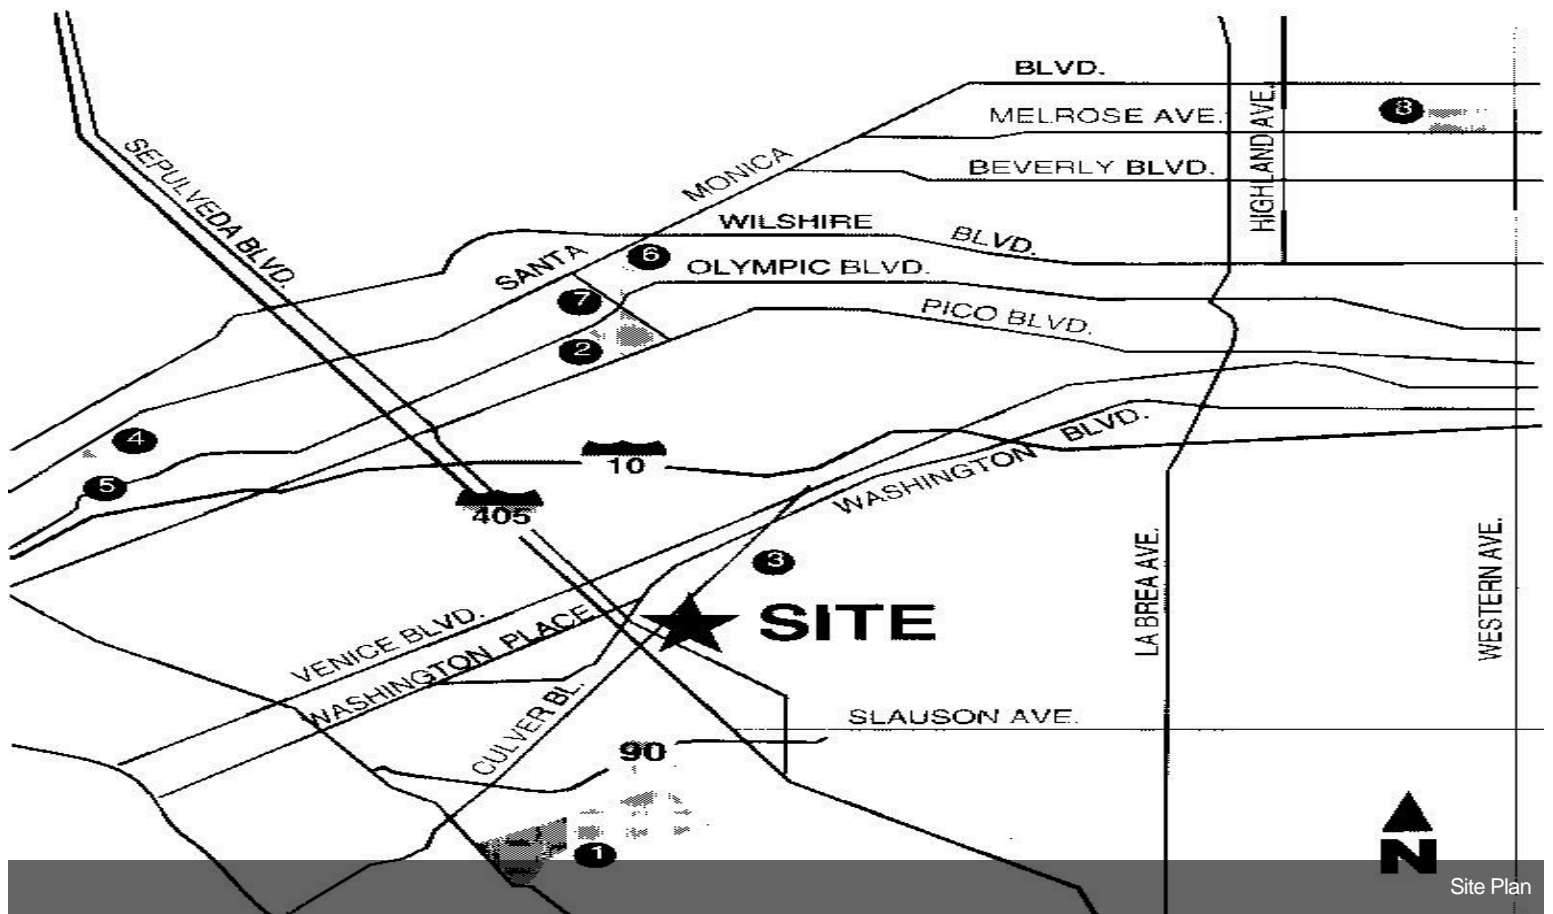 BLVD.
MELROSE AVE.
HIGHLAND AVE.
8
BEVERLY BLVD.
SEPULVEDA BLVD.
SANTA MONICA
WILSHIRE BLVD.
6
OLYMPIC BLVD.
7
PICO BLVD.
2
4
WASHINGTON BLVD.
10
5
405
3
SITE
LA BREA AVE.
WESTERN AVE.
VENICE BLVD.
WASHINGTON PLACE
CULVER BL.
SLAUSON AVE.
90
1
N
Site Plan